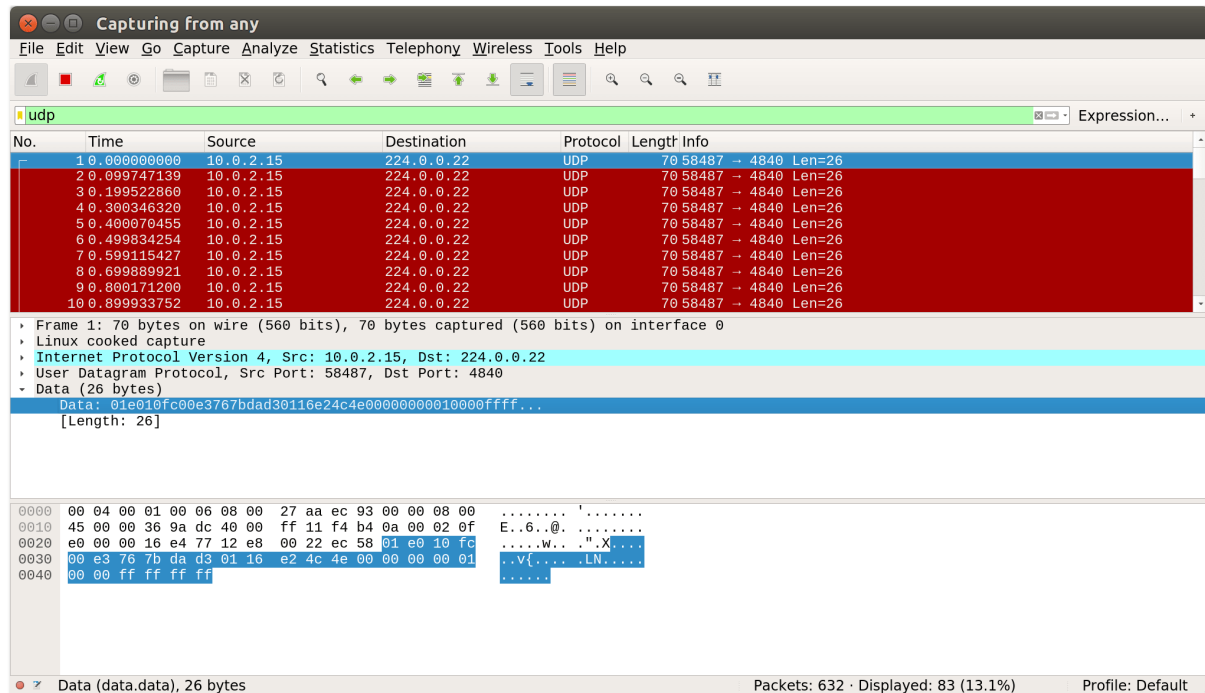 Capturing from any
File Edit View Go Capture Analyze Statistics Telephony Wireless Tools Help
udp Expression... +
No. Time Source Destination Protocol Length Info
1 0.000000000 10.0.2.15 224.0.0.22 UDP 70 58487 → 4840 Len=26
2 0.099747139 10.0.2.15 224.0.0.22 UDP 70 58487 → 4840 Len=26
3 0.199522860 10.0.2.15 224.0.0.22 UDP 70 58487 → 4840 Len=26
4 0.300346320 10.0.2.15 224.0.0.22 UDP 70 58487 → 4840 Len=26
5 0.400070455 10.0.2.15 224.0.0.22 UDP 70 58487 → 4840 Len=26
6 0.499834254 10.0.2.15 224.0.0.22 UDP 70 58487 → 4840 Len=26
7 0.599115427 10.0.2.15 224.0.0.22 UDP 70 58487 → 4840 Len=26
8 0.699889921 10.0.2.15 224.0.0.22 UDP 70 58487 → 4840 Len=26
9 0.800171200 10.0.2.15 224.0.0.22 UDP 70 58487 → 4840 Len=26
10 0.899933752 10.0.2.15 224.0.0.22 UDP 70 58487 → 4840 Len=26
Frame 1: 70 bytes on wire (560 bits), 70 bytes captured (560 bits) on interface 0
Linux cooked capture
Internet Protocol Version 4, Src: 10.0.2.15, Dst: 224.0.0.22
User Datagram Protocol, Src Port: 58487, Dst Port: 4840
Data (26 bytes)
Data: 01e010fc00e3767bdad30116e24c4e00000000010000ffff...
[Length: 26]
0000 00 04 00 01 00 06 08 00 27 aa ec 93 00 00 08 00 ........ '.......
0010 45 00 00 36 9a dc 40 00 ff 11 f4 b4 0a 00 02 0f E..6..@. ........
0020 e0 00 00 16 e4 77 12 e8 00 22 ec 58 01 e0 10 fc .....w.. .".X....
0030 00 e3 76 7b da d3 01 16 e2 4c 4e 00 00 00 00 01 ..v{.... .LN.....
0040 00 00 ff ff ff ff ......
Data (data.data), 26 bytes Packets: 632 · Displayed: 83 (13.1%) Profile: Default